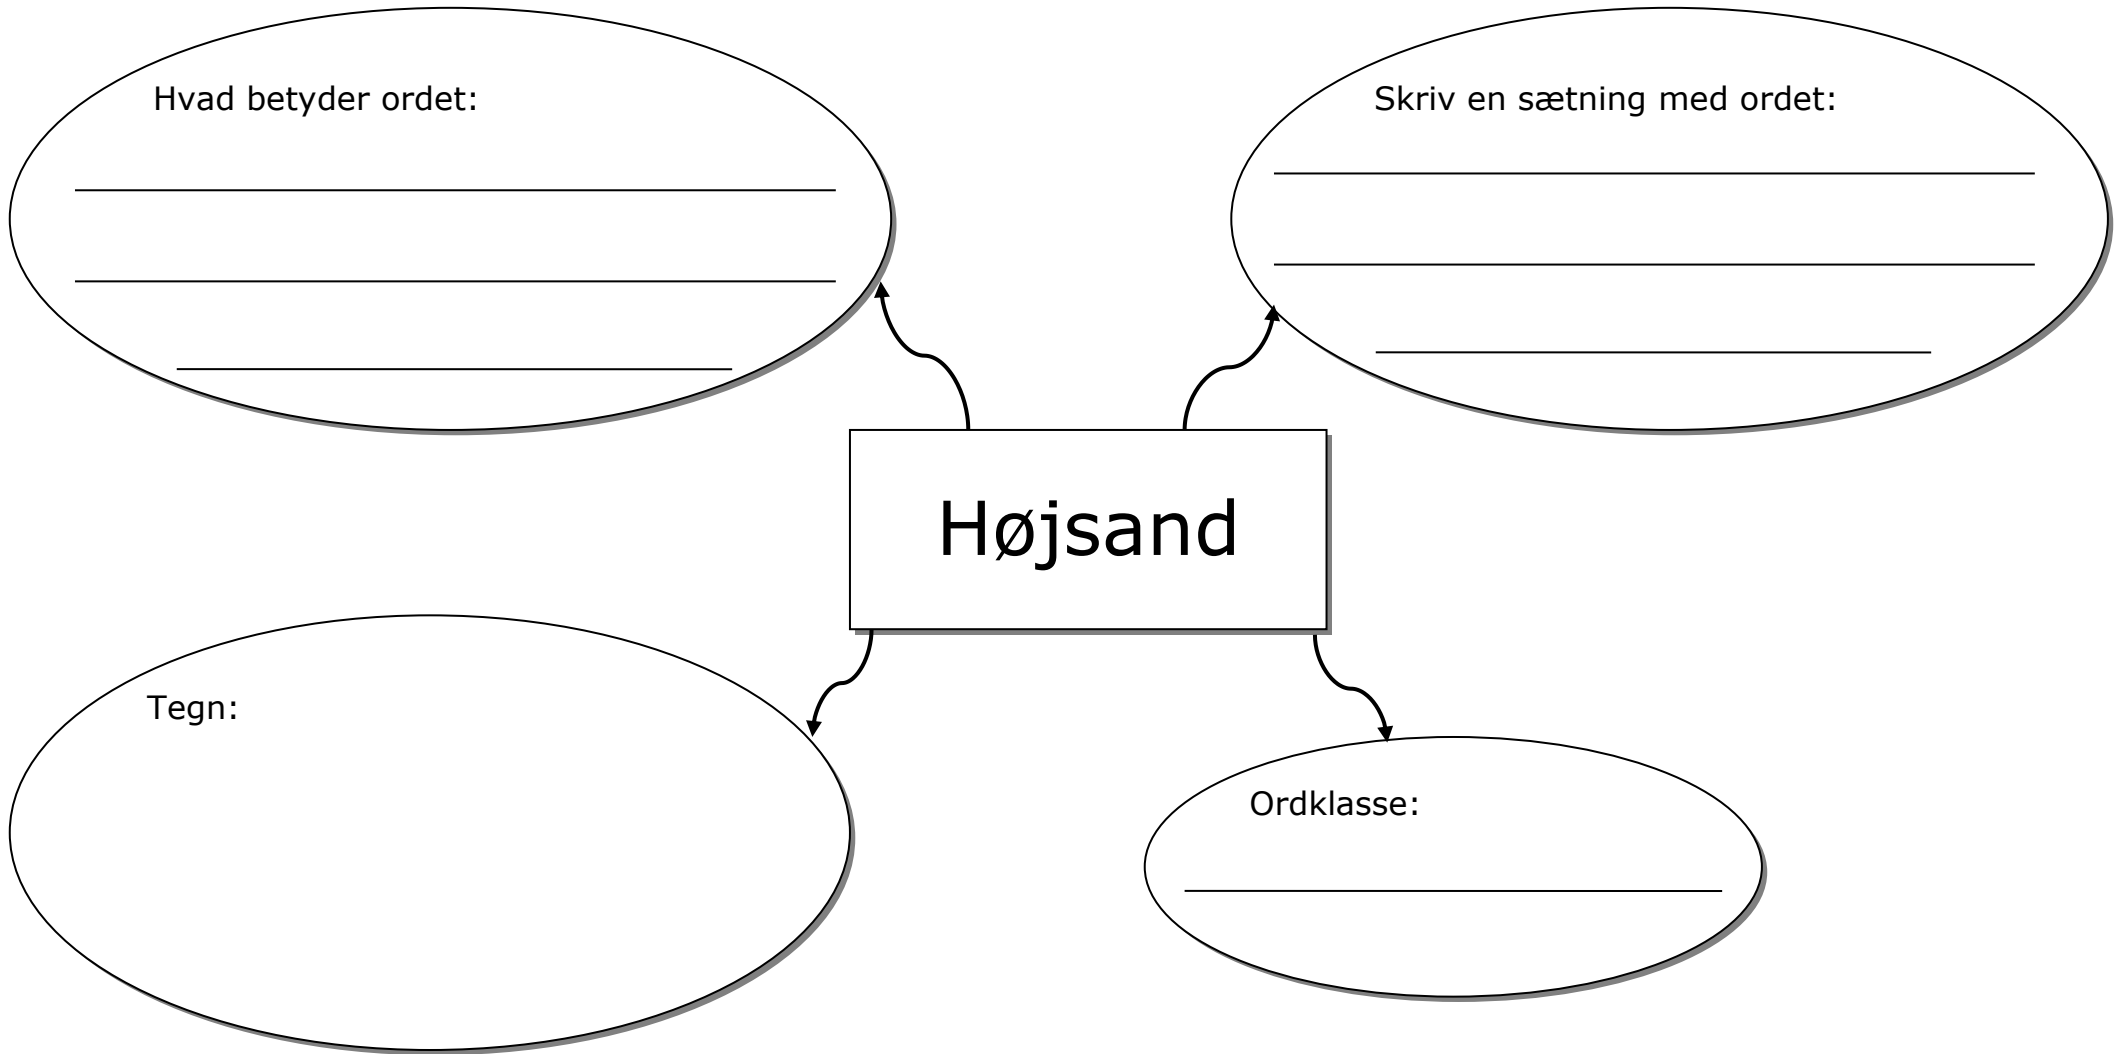 Hvad betyder ordet:
Skriv en sætning med ordet:
Højsand
Tegn:
Ordklasse: